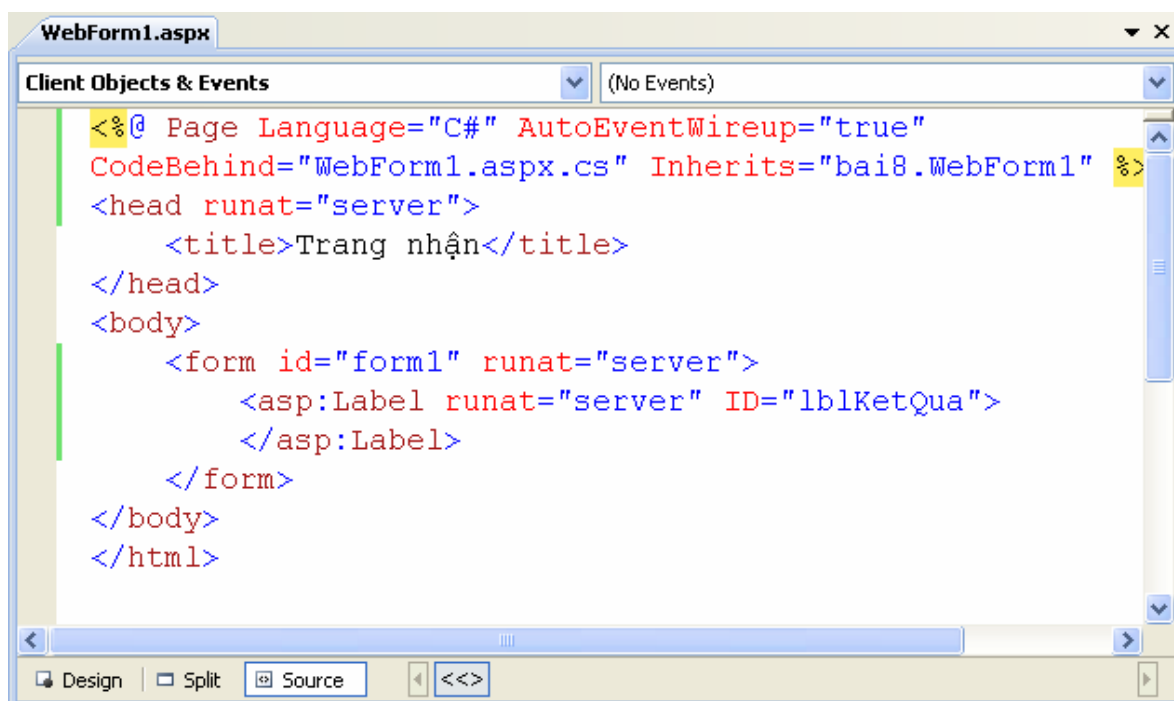 WebForm1.aspx
Client Objects & Events (No Events)
<%@ Page Language="C#" AutoEventWireup="true"
CodeBehind="WebForm1.aspx.cs" Inherits="bai8.WebForm1" %>
<head runat="server">
    <title>Trang nhận</title>
</head>
<body>
    <form id="form1" runat="server">
        <asp:Label runat="server" ID="lblKetQua">
        </asp:Label>
    </form>
</body>
</html>
Design Split Source <<>